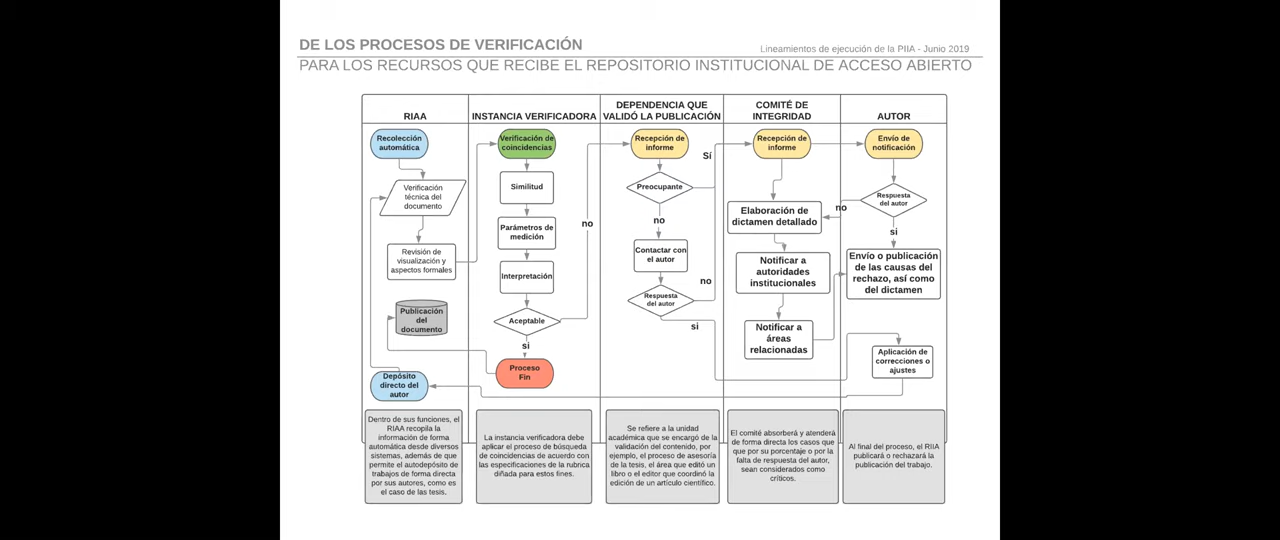 DE LOS PROCESOS DE VERIFICACIÓN
Lineamientos de ejecución de la PIIA - Junio 2019
PARA LOS RECURSOS QUE RECIBE EL REPOSITORIO INSTITUCIONAL DE ACCESO ABIERTO
RIAA
INSTANCIA VERIFICADORA
DEPENDENCIA QUE
VALIDÓ LA PUBLICACIÓN
COMITÉ DE
INTEGRIDAD
AUTOR
Recolección
automática
Verificación
técnica del
documento
Revisión de
visualización y
aspectos formales
Publicación
del
documento
Depósito
directo del
autor
Verificación de
coincidencias
Similitud
Parámetros de
medición
Interpretación
Aceptable
si
Proceso
Fin
no
Recepción de
informe
Preocupante
Sí
no
Contactar con
el autor
Respuesta
del autor
no
si
Recepción de
informe
Elaboración de
dictamen detallado
Notificar a
autoridades
institucionales
Notificar a
áreas
relacionadas
Envío de
notificación
Respuesta
del autor
no
si
Envío o publicación
de las causas del
rechazo, así como
del dictamen
Aplicación de
correcciones o
ajustes
Dentro de sus funciones, el
RIAA recopila la
información de forma
automática desde diversos
sistemas, además de que
permite el autodepósito de
trabajos de forma directa
por sus autores, como es
el caso de las tesis.
La instancia verificadora debe
aplicar el proceso de búsqueda
de coincidencias de acuerdo con
las especificaciones de la rubrica
diñada para estos fines.
Se refiere a la unidad
académica que se encargó de la
validación del contenido, por
ejemplo, el proceso de asesoría
de la tesis, el área que editó un
libro o el editor que coordinó la
edición de un artículo científico.
El comité absorberá y atenderá
de forma directa los casos que
que por su porcentaje o por la
falta de respuesta del autor,
sean considerados como
críticos.
Al final del proceso, el RIIA
publicará o rechazará la
publicación del trabajo.